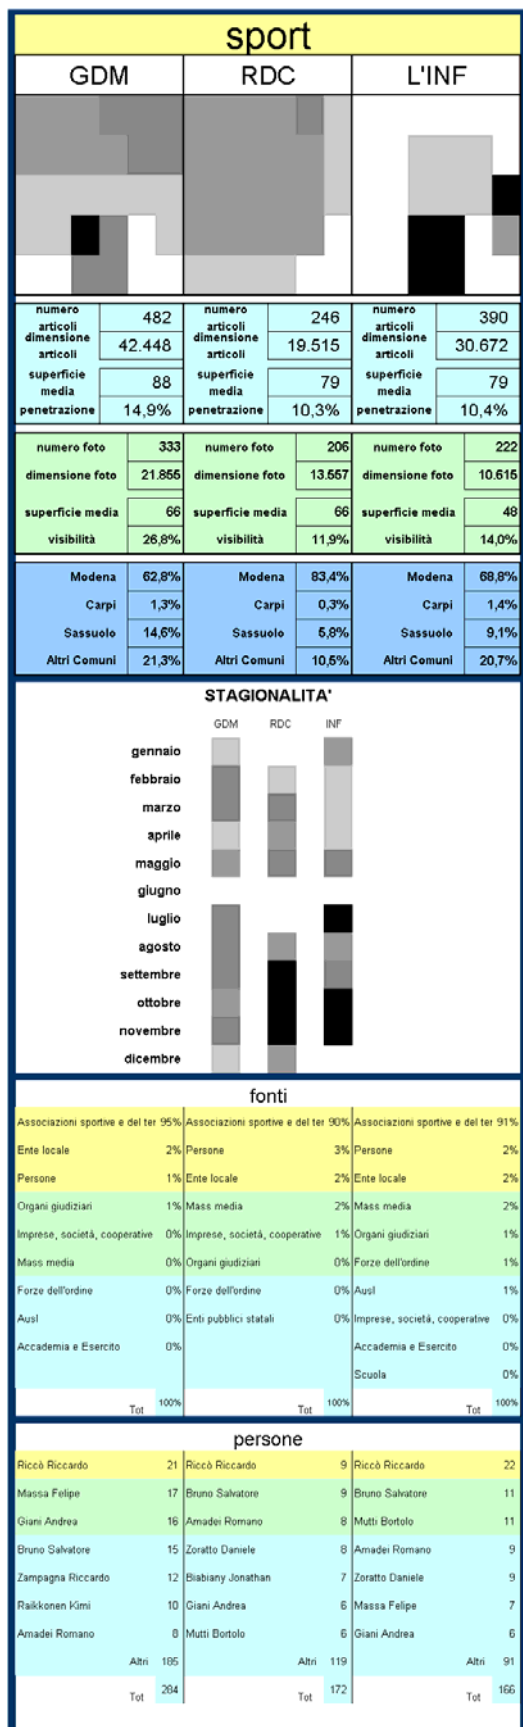 sport
GDM RDC L'INF
numero articoli 482 numero articoli 246 numero articoli 390
dimensione articoli 42.448 dimensione articoli 19.515 dimensione articoli 30.672
superficie media 88 superficie media 79 superficie media 79
penetrazione 14,9% penetrazione 10,3% penetrazione 10,4%
numero foto 333 numero foto 206 numero foto 222
dimensione foto 21.855 dimensione foto 13.557 dimensione foto 10.615
superficie media 66 superficie media 66 superficie media 48
visibilità 26,8% visibilità 11,9% visibilità 14,0%
Modena 62,8% Modena 83,4% Modena 68,8%
Carpi 1,3% Carpi 0,3% Carpi 1,4%
Sassuolo 14,6% Sassuolo 5,8% Sassuolo 9,1%
Altri Comuni 21,3% Altri Comuni 10,5% Altri Comuni 20,7%
STAGIONALITA'
GDM RDC INF
gennaio
febbraio
marzo
aprile
maggio
giugno
luglio
agosto
settembre
ottobre
novembre
dicembre
fonti
Associazioni sportive e del ter 95% Associazioni sportive e del ter 90% Associazioni sportive e del ter 91%
Ente locale 2% Persone 3% Persone 2%
Persone 1% Ente locale 2% Ente locale 2%
Organi giudiziari 1% Mass media 2% Mass media 2%
Imprese, società, cooperative 0% Imprese, società, cooperative 1% Organi giudiziari 1%
Mass media 0% Organi giudiziari 0% Forze dell'ordine 1%
Forze dell'ordine 0% Forze dell'ordine 0% Ausl 1%
Ausl 0% Enti pubblici statali 0% Imprese, società, cooperative 0%
Accademia e Esercito 0% Accademia e Esercito 0%
Scuola 0%
Tot 100% Tot 100% Tot 100%
persone
Riccò Riccardo 21 Riccò Riccardo 9 Riccò Riccardo 22
Massa Felipe 17 Bruno Salvatore 9 Bruno Salvatore 11
Giani Andrea 16 Amadei Romano 8 Mutti Bortolo 11
Bruno Salvatore 15 Zoratto Daniele 8 Amadei Romano 9
Zampagna Riccardo 12 Biabiany Jonathan 7 Zoratto Daniele 9
Raikkonen Kimi 10 Giani Andrea 6 Massa Felipe 7
Amadei Romano 8 Mutti Bortolo 6 Giani Andrea 6
Altri 185 Altri 119 Altri 91
Tot 284 Tot 172 Tot 166